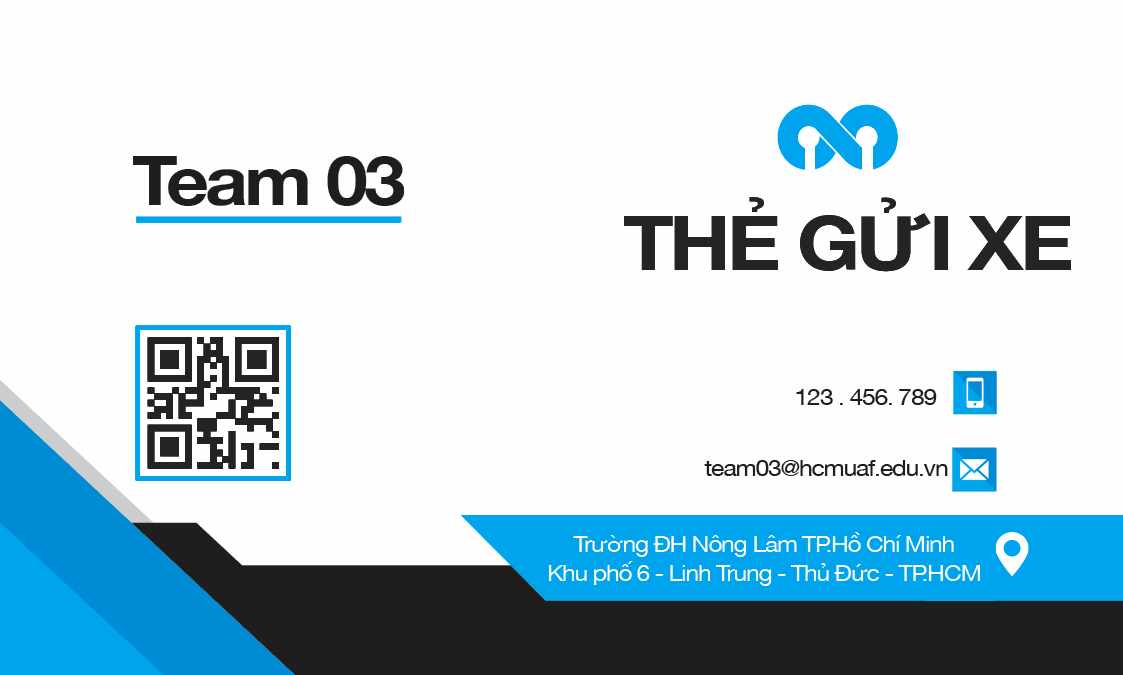 Team 03
THẺ GỬI XE
123 . 456. 789
team03@hcmuaf.edu.vn
Trường ĐH Nông Lâm TP.Hồ Chí Minh
Khu phố 6 - Linh Trung - Thủ Đức - TP.HCM